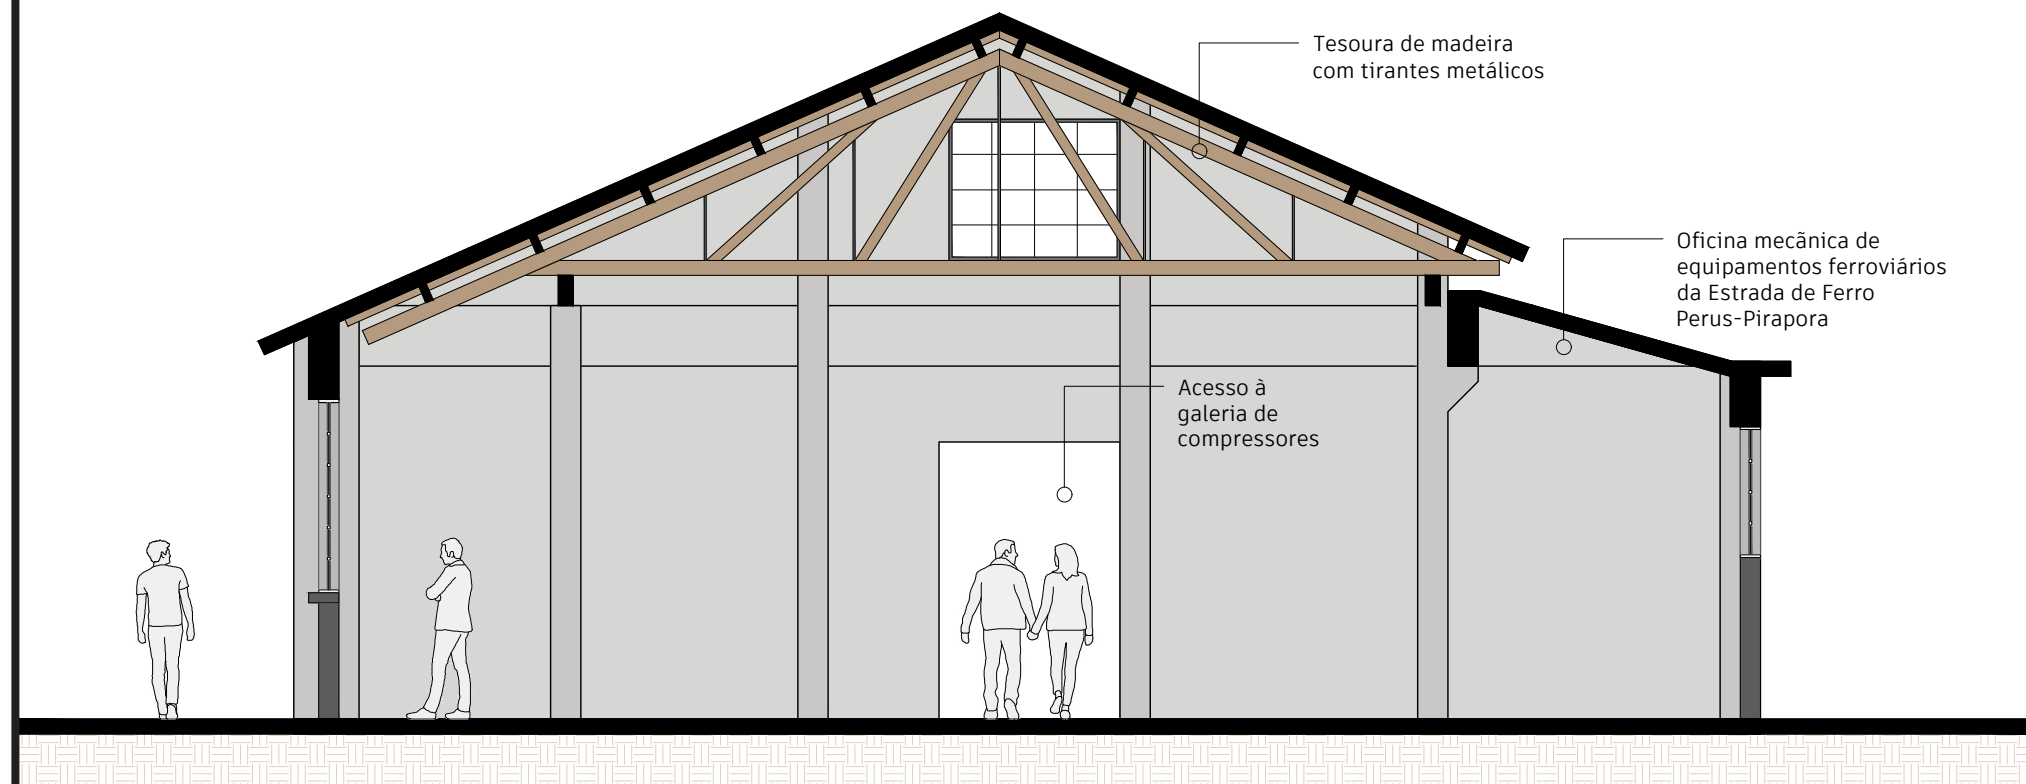 Tesoura de madeira
com tirantes metálicos
Oficina mecãnica de
equipamentos ferroviários
da Estrada de Ferro
Perus-Pirapora
Acesso à
galeria de
compressores